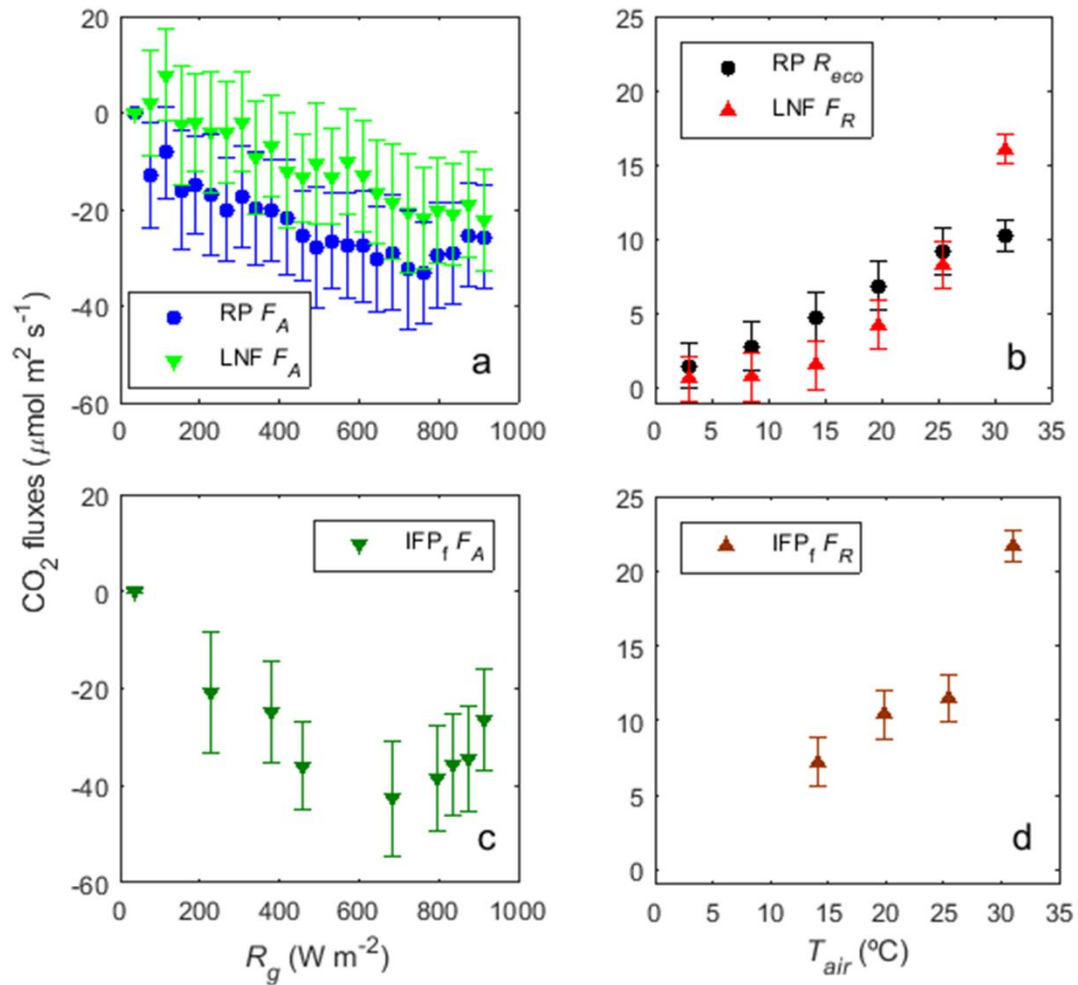 20
0
-20
-40
-60
0 200 400 600 800 1000
RP F_A
LNF F_A
a
25
20
15
10
5
0
0 5 10 15 20 25 30 35
RP R_eco
LNF F_R
b
CO₂ fluxes (μmol m² s⁻¹)
20
0
-20
-40
-60
0 200 400 600 800 1000
IFP_f F_A
c
R_g (W m⁻²)
25
20
15
10
5
0
0 5 10 15 20 25 30 35
IFP_f F_R
d
T_air (ºC)